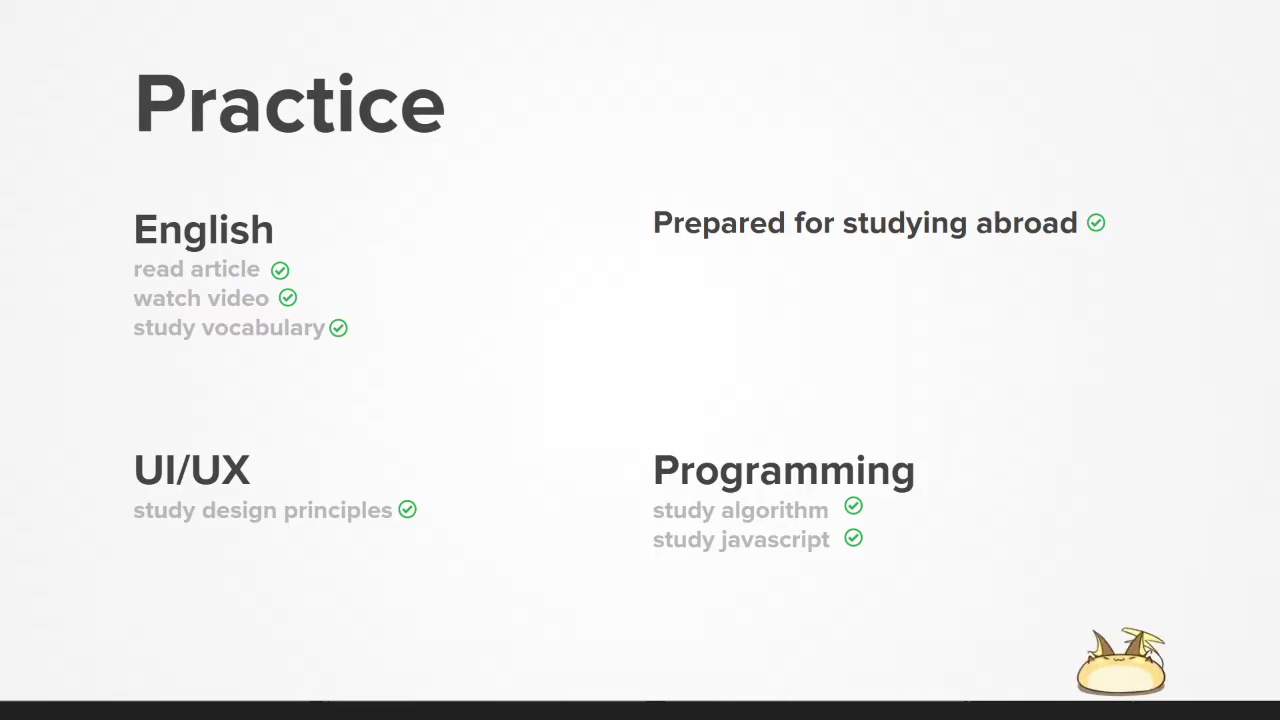 Practice
English
read article
watch video
study vocabulary
Prepared for studying abroad
UI/UX
study design principles
Programming
study algorithm
study javascript